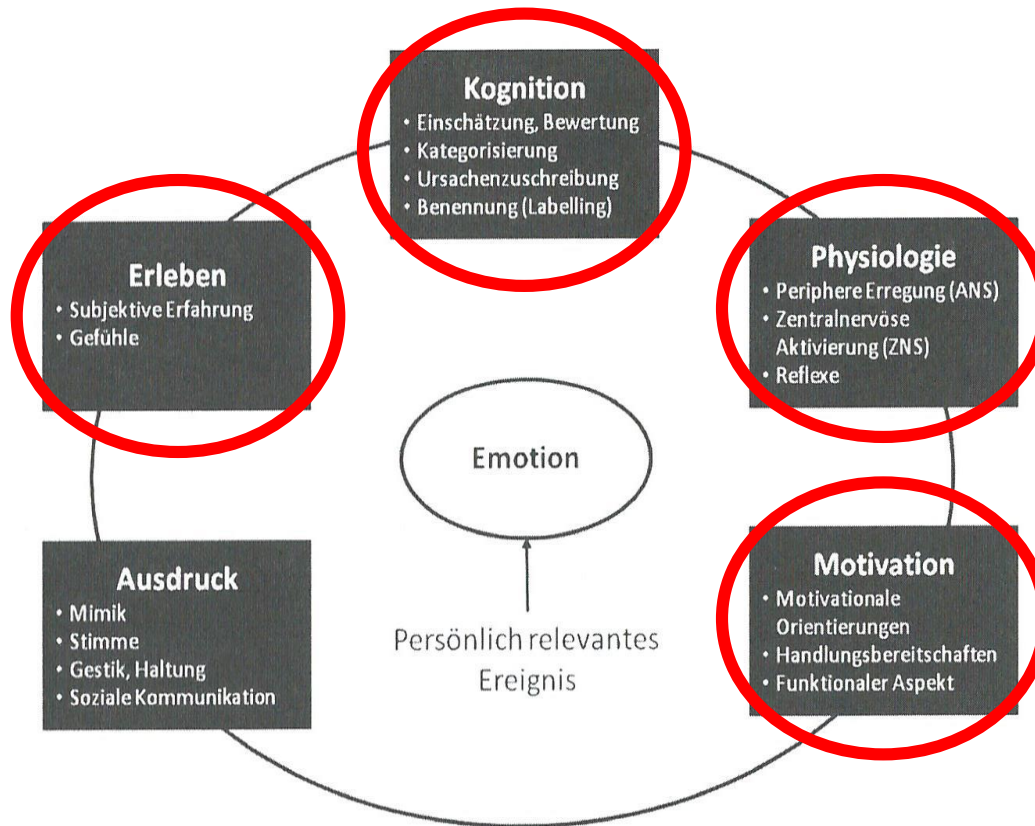 Kognition
• Einschätzung, Bewertung
• Kategorisierung
• Ursachenzuschreibung
• Benennung (Labelling)
Erleben
• Subjektive Erfahrung
• Gefühle
Physiologie
• Periphere Erregung (ANS)
• Zentralnervöse
Aktivierung (ZNS)
• Reflexe
Emotion
Ausdruck
• Mimik
• Stimme
• Gestik, Haltung
• Soziale Kommunikation
Motivation
• Motivationale
Orientierungen
• Handlungsbereitschaften
• Funktionaler Aspekt
Persönlich relevantes
Ereignis